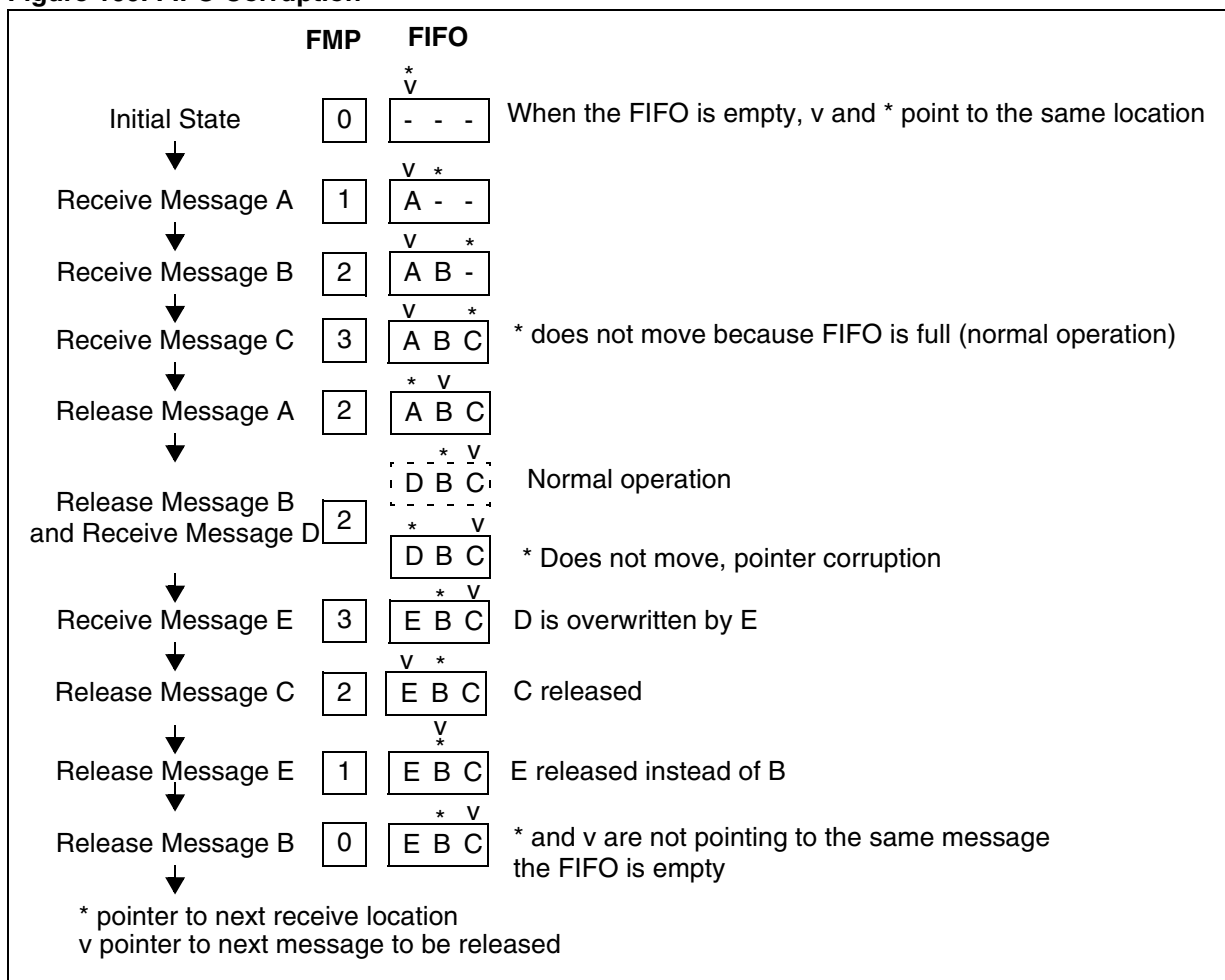 FMP FIFO
*
v
Initial State 0 - - - When the FIFO is empty, v and * point to the same location
v *
Receive Message A 1 A - -
v *
Receive Message B 2 A B -
v *
Receive Message C 3 A B C * does not move because FIFO is full (normal operation)
* v
Release Message A 2 A B C
* v
D B C Normal operation
Release Message B
and Receive Message D 2
* v
D B C * Does not move, pointer corruption
* v
Receive Message E 3 E B C D is overwritten by E
v *
Release Message C 2 E B C C released
v
*
Release Message E 1 E B C E released instead of B
* v
Release Message B 0 E B C * and v are not pointing to the same message
the FIFO is empty
* pointer to next receive location
v pointer to next message to be released